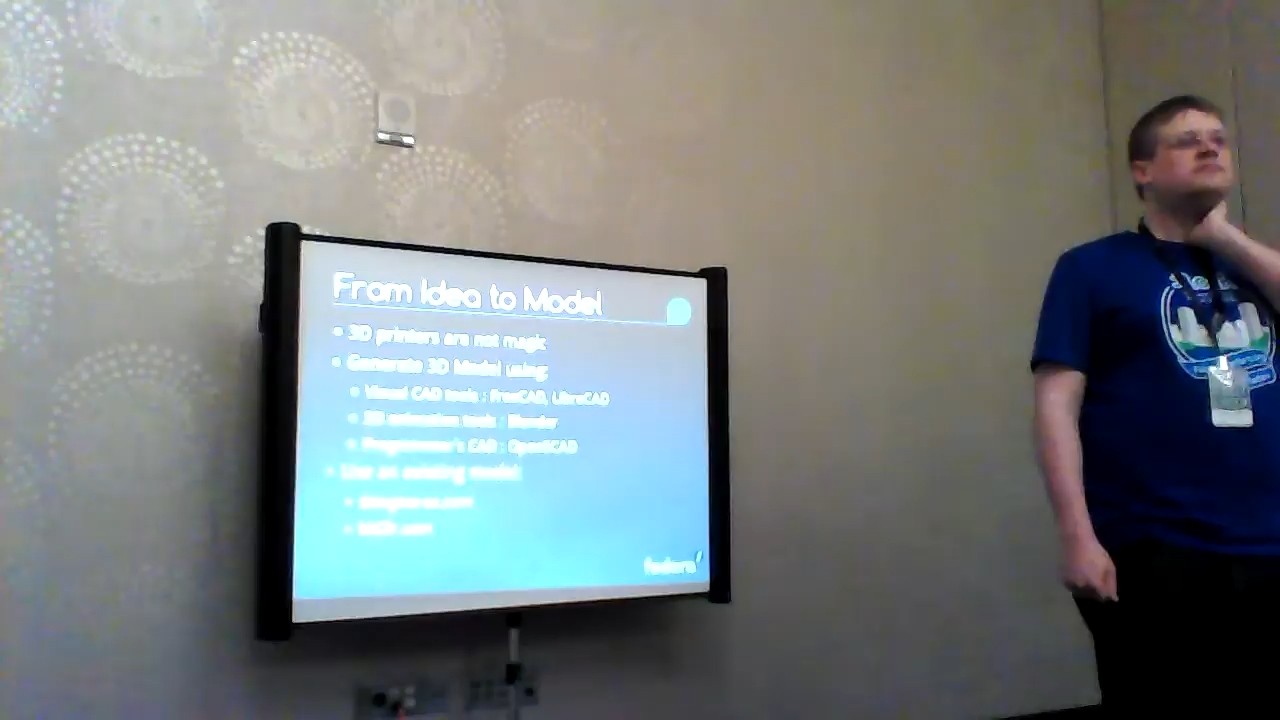 From Idea to Model
3D printers are not magic
Generate 3D Model using:
Visual CAD tools : FreeCAD, LibreCAD
3D animation tools : Blender
Programmer's CAD : OpenSCAD
Use an existing model:
fedora